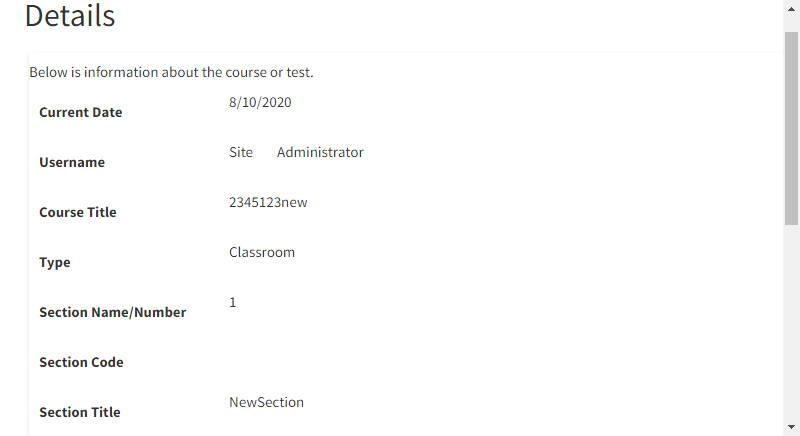 Details
Below is information about the course or test.
Current Date 8/10/2020
Username Site Administrator
Course Title 2345123new
Type Classroom
Section Name/Number 1
Section Code
Section Title NewSection